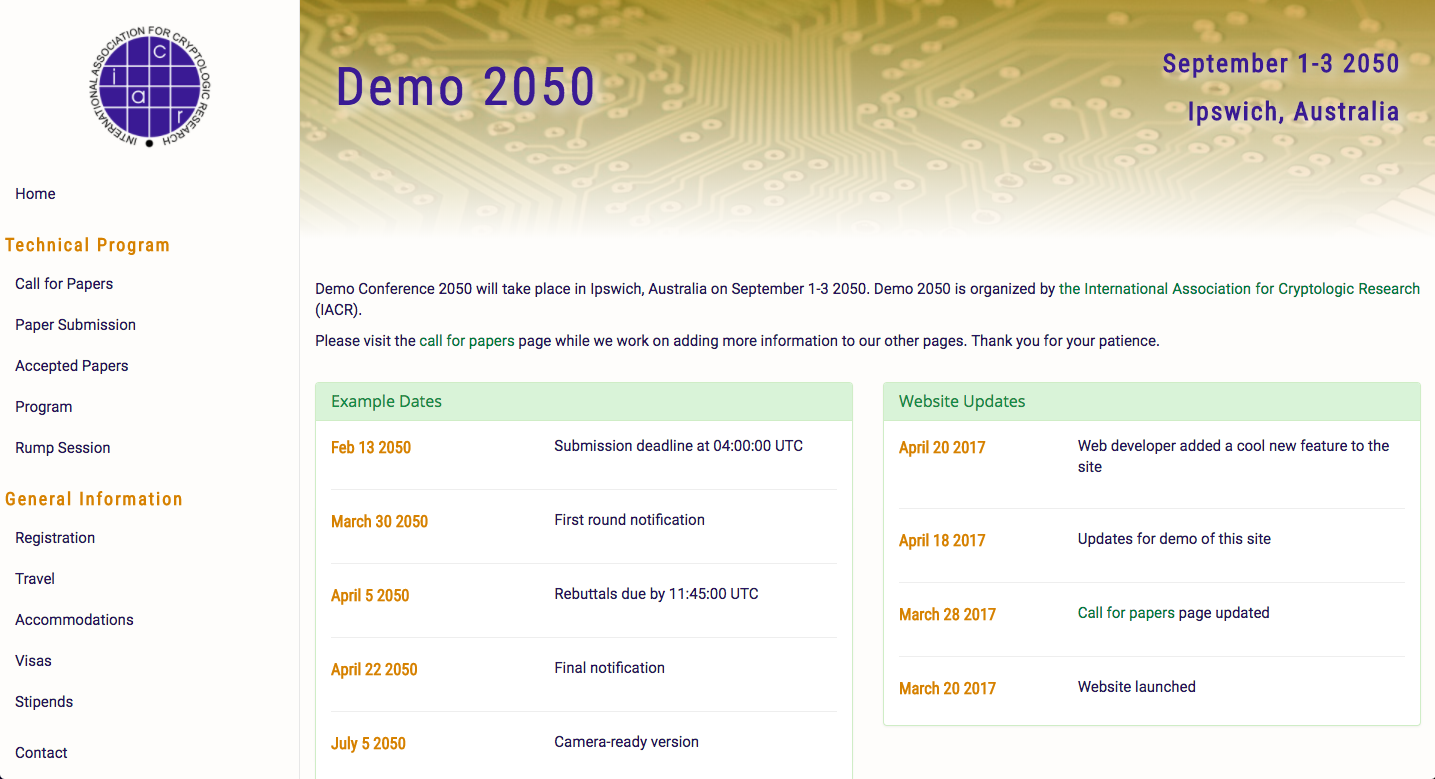 INTERNATIONAL ASSOCIATION FOR CRYPTOLOGIC RESEARCH
i a c r
Home
Technical Program
Call for Papers
Paper Submission
Accepted Papers
Program
Rump Session
General Information
Registration
Travel
Accommodations
Visas
Stipends
Contact
Demo 2050
September 1-3 2050
Ipswich, Australia
Demo Conference 2050 will take place in Ipswich, Australia on September 1-3 2050. Demo 2050 is organized by the International Association for Cryptologic Research
(IACR).
Please visit the call for papers page while we work on adding more information to our other pages. Thank you for your patience.
Example Dates
Feb 13 2050 Submission deadline at 04:00:00 UTC
March 30 2050 First round notification
April 5 2050 Rebuttals due by 11:45:00 UTC
April 22 2050 Final notification
July 5 2050 Camera-ready version
Website Updates
April 20 2017 Web developer added a cool new feature to the
site
April 18 2017 Updates for demo of this site
March 28 2017 Call for papers page updated
March 20 2017 Website launched